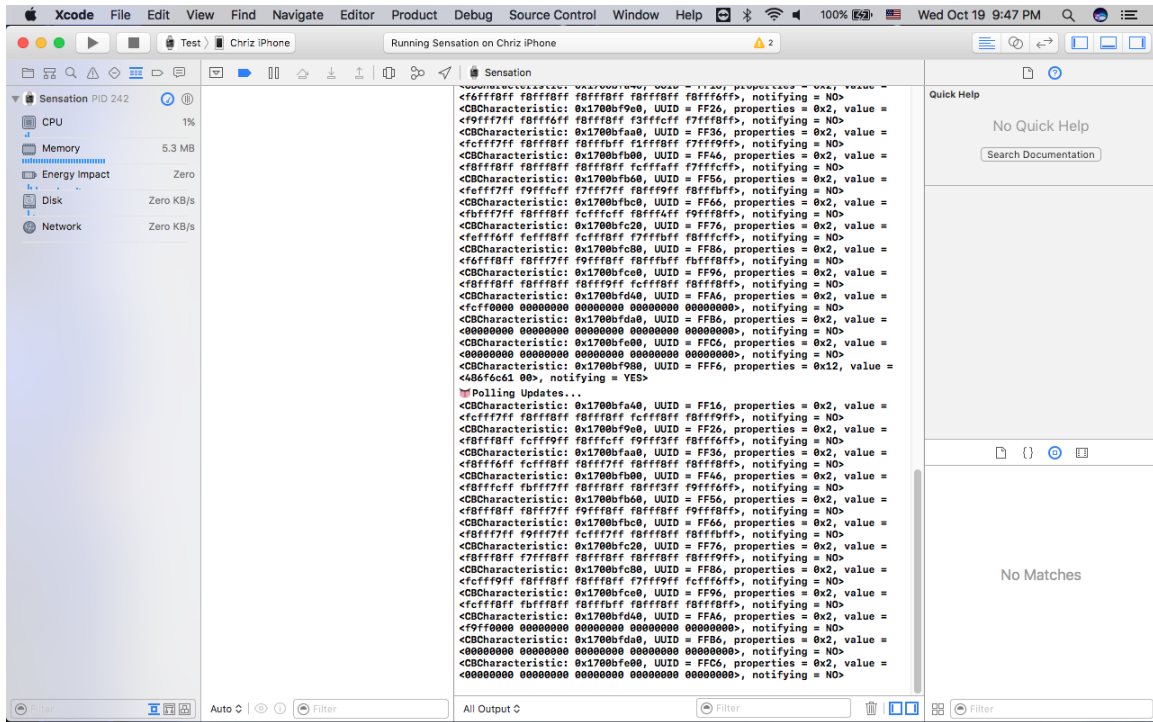 Xcode File Edit View Find Navigate Editor Product Debug Source Control Window Help 100% Wed Oct 19 9:47 PM
Test 〉 Chriz iPhone
Running Sensation on Chriz iPhone
2
Sensation
Sensation PID 242
CPU 1%
Memory 5.3 MB
Energy Impact Zero
Disk Zero KB/s
Network Zero KB/s
Filter
<f6fff8ff f8fff8ff f8fff8ff f8fff8ff f8fff6ff>, notifying = NO>
<CBCharacteristic: 0x1700bf9e0, UUID = FF26, properties = 0x2, value =
<f9fff7ff f8fff6ff f8fff8ff f3fffcff f7fff8ff>, notifying = NO>
<CBCharacteristic: 0x1700bfaa0, UUID = FF36, properties = 0x2, value =
<fcfff7ff f8fff8ff f8fffbff f1fff8ff f7fff9ff>, notifying = NO>
<CBCharacteristic: 0x1700bfb00, UUID = FF46, properties = 0x2, value =
<f8fff8ff f8fff8ff f8fff8ff fcfffaff f7fffcff>, notifying = NO>
<CBCharacteristic: 0x1700bfb60, UUID = FF56, properties = 0x2, value =
<fefff7ff f9fffcff f7fff7ff f8fff9ff f8fffbff>, notifying = NO>
<CBCharacteristic: 0x1700bfbc0, UUID = FF66, properties = 0x2, value =
<fbfff7ff f8fff8ff fcfffcff f8fff4ff f9fff8ff>, notifying = NO>
<CBCharacteristic: 0x1700bfc20, UUID = FF76, properties = 0x2, value =
<fefff6ff fefff8ff fcfff8ff f7fffbff f8fffcff>, notifying = NO>
<CBCharacteristic: 0x1700bfc80, UUID = FF86, properties = 0x2, value =
<f6fff8ff f8fff7ff f9fff8ff f8fffbff fbfff8ff>, notifying = NO>
<CBCharacteristic: 0x1700bfce0, UUID = FF96, properties = 0x2, value =
<f8fff8ff f8fff8ff f8fff9ff fcfff8ff f8fff8ff>, notifying = NO>
<CBCharacteristic: 0x1700bfd40, UUID = FFA6, properties = 0x2, value =
<fcff0000 00000000 00000000 00000000 00000000>, notifying = NO>
<CBCharacteristic: 0x1700bfda0, UUID = FFB6, properties = 0x2, value =
<00000000 00000000 00000000 00000000 00000000>, notifying = NO>
<CBCharacteristic: 0x1700bfe00, UUID = FFC6, properties = 0x2, value =
<00000000 00000000 00000000 00000000 00000000>, notifying = NO>
<CBCharacteristic: 0x1700bf980, UUID = FFF6, properties = 0x12, value =
<486f6c61 00>, notifying = YES>
Polling Updates...
<CBCharacteristic: 0x1700bfa40, UUID = FF16, properties = 0x2, value =
<fcfff7ff f8fff8ff f8fff8ff fcfff8ff f8fff9ff>, notifying = NO>
<CBCharacteristic: 0x1700bf9e0, UUID = FF26, properties = 0x2, value =
<f8fff8ff fcfff9ff f8fffcff f9fff3ff f8fff6ff>, notifying = NO>
<CBCharacteristic: 0x1700bfaa0, UUID = FF36, properties = 0x2, value =
<f8fff6ff fcfff8ff f8fff7ff f8fff8ff f8fff8ff>, notifying = NO>
<CBCharacteristic: 0x1700bfb00, UUID = FF46, properties = 0x2, value =
<f8fffcff fbfff7ff f8fff8ff f8fff3ff f9fff6ff>, notifying = NO>
<CBCharacteristic: 0x1700bfb60, UUID = FF56, properties = 0x2, value =
<f8fff8ff f8fff7ff f9fff8ff f8fff8ff f9fff8ff>, notifying = NO>
<CBCharacteristic: 0x1700bfbc0, UUID = FF66, properties = 0x2, value =
<f8fff7ff f9fff7ff fcfff7ff f8fff8ff f8fffbff>, notifying = NO>
<CBCharacteristic: 0x1700bfc20, UUID = FF76, properties = 0x2, value =
<f8fff8ff f7fff8ff f8fff8ff f8fff8ff f8fff9ff>, notifying = NO>
<CBCharacteristic: 0x1700bfc80, UUID = FF86, properties = 0x2, value =
<fcfff9ff f8fff8ff f8fff8ff f7fff9ff fcfff6ff>, notifying = NO>
<CBCharacteristic: 0x1700bfce0, UUID = FF96, properties = 0x2, value =
<fcfff8ff fbfff8ff f8fffbff f8fff8ff f8fff8ff>, notifying = NO>
<CBCharacteristic: 0x1700bfd40, UUID = FFA6, properties = 0x2, value =
<f9ff0000 00000000 00000000 00000000 00000000>, notifying = NO>
<CBCharacteristic: 0x1700bfda0, UUID = FFB6, properties = 0x2, value =
<00000000 00000000 00000000 00000000 00000000>, notifying = NO>
<CBCharacteristic: 0x1700bfe00, UUID = FFC6, properties = 0x2, value =
<00000000 00000000 00000000 00000000 00000000>, notifying = NO>
Auto
Filter
All Output
Filter
Quick Help
No Quick Help
Search Documentation
No Matches
Filter